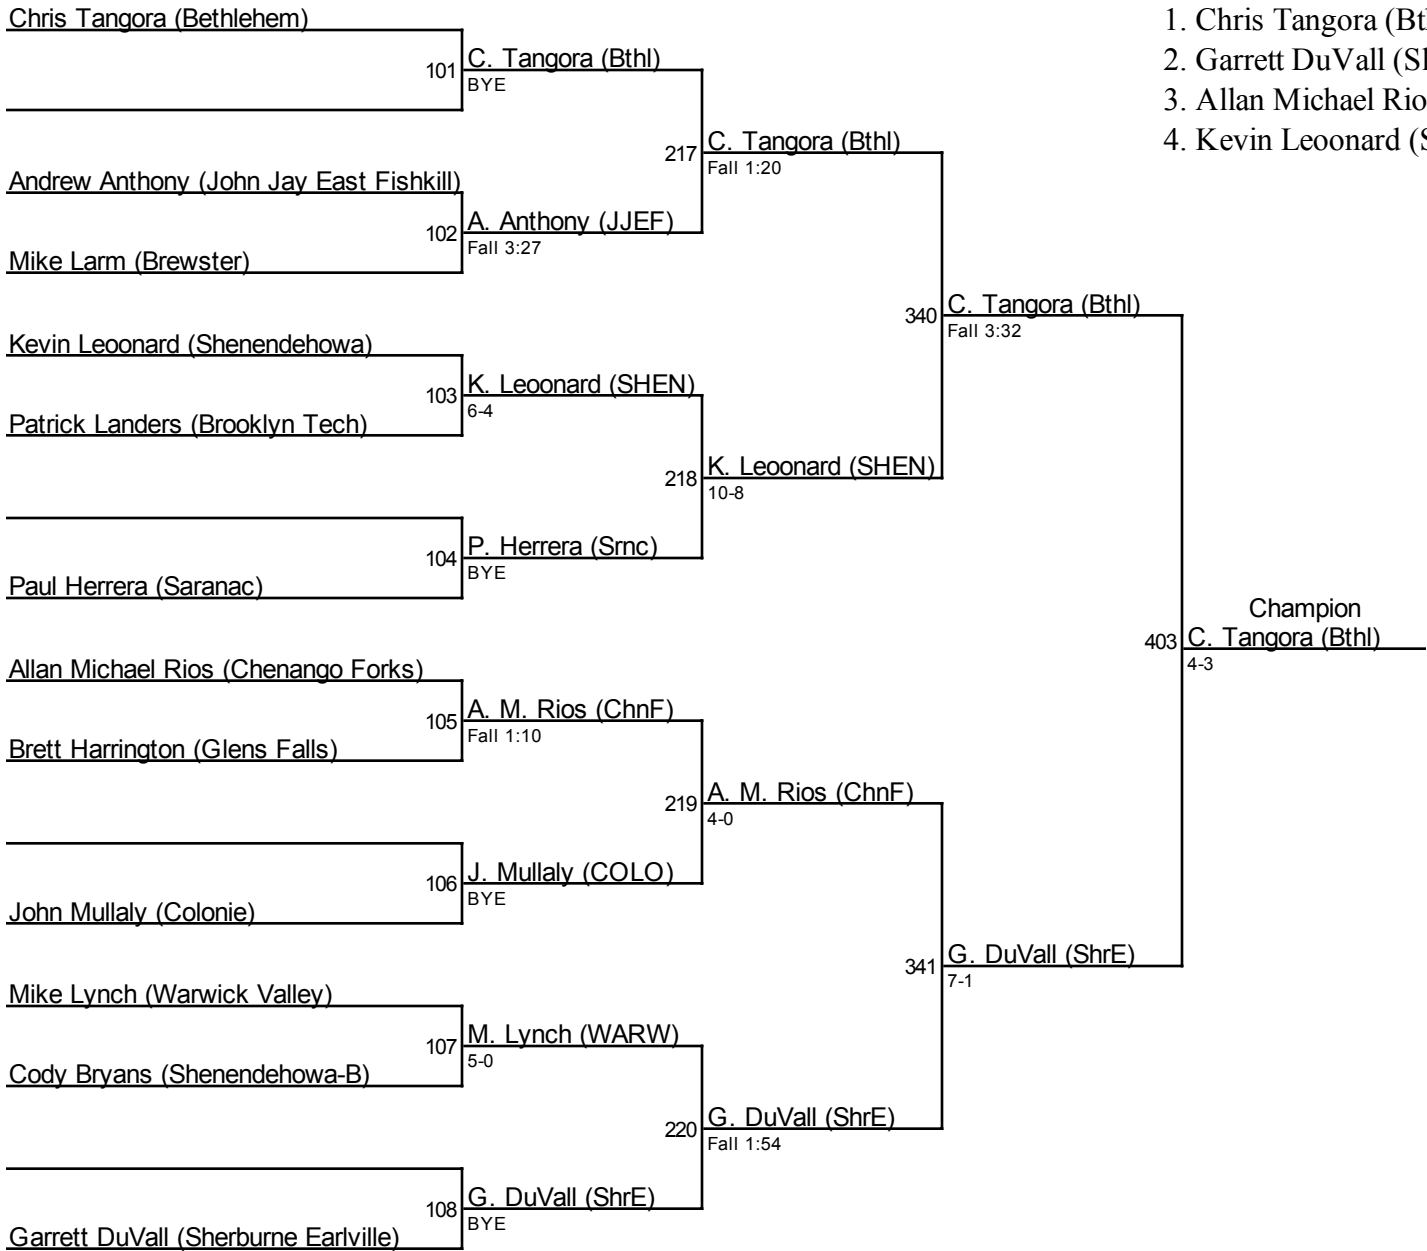 Chris Tangora (Bethlehem)
101 C. Tangora (Bthl)
BYE
217 C. Tangora (Bthl)
Fall 1:20
Andrew Anthony (John Jay East Fishkill)
102 A. Anthony (JJEF)
Fall 3:27
Mike Larm (Brewster)
340 C. Tangora (Bthl)
Fall 3:32
Kevin Leoonard (Shenendehowa)
103 K. Leoonard (SHEN)
6-4
Patrick Landers (Brooklyn Tech)
218 K. Leoonard (SHEN)
10-8
104 P. Herrera (Srnc)
BYE
Paul Herrera (Saranac)
Champion
403 C. Tangora (Bthl)
4-3
Allan Michael Rios (Chenango Forks)
105 A. M. Rios (ChnF)
Fall 1:10
Brett Harrington (Glens Falls)
219 A. M. Rios (ChnF)
4-0
106 J. Mullaly (COLO)
BYE
John Mullaly (Colonie)
341 G. DuVall (ShrE)
7-1
Mike Lynch (Warwick Valley)
107 M. Lynch (WARW)
5-0
Cody Bryans (Shenendehowa-B)
220 G. DuVall (ShrE)
Fall 1:54
108 G. DuVall (ShrE)
BYE
Garrett DuVall (Sherburne Earlville)
1. Chris Tangora (Bt
2. Garrett DuVall (S
3. Allan Michael Rio
4. Kevin Leoonard (